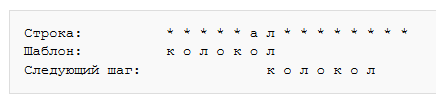 Строка:          * * * * * а л * * * * * * * *
Шаблон:          к о л о к о л
Следующий шаг:               к о л о к о л